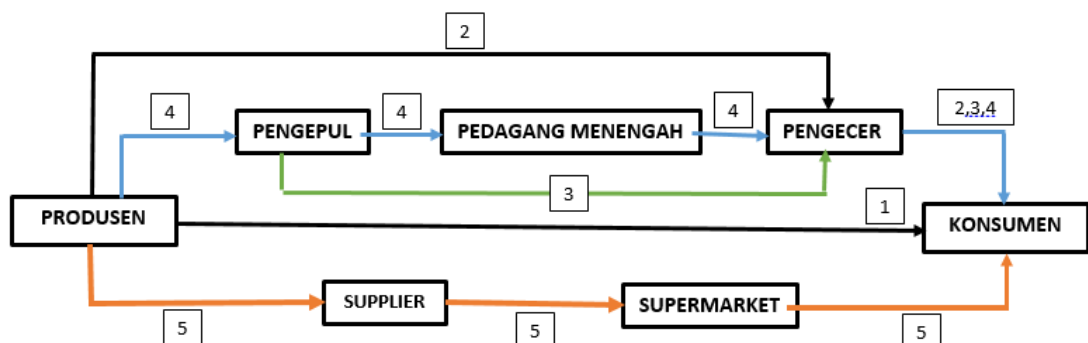 2
4
4
4
2,3,4
PENGEPUL
PEDAGANG MENENGAH
PENGECER
3
1
PRODUSEN
KONSUMEN
SUPPLIER
SUPERMARKET
5
5
5